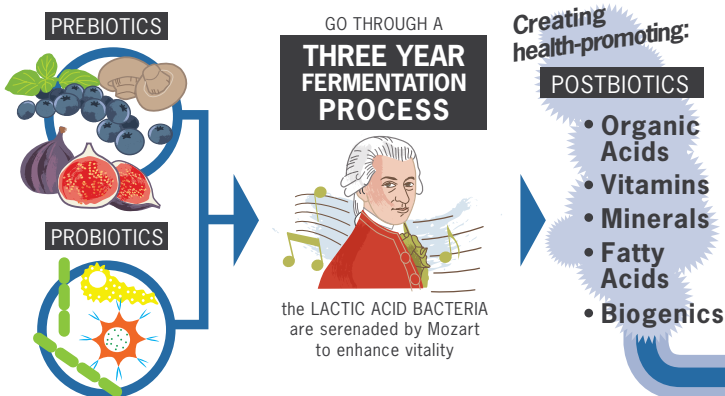 PREBIOTICS
PROBIOTICS
GO THROUGH A
THREE YEAR
FERMENTATION
PROCESS
the LACTIC ACID BACTERIA
are serenaded by Mozart
to enhance vitality
Creating
health-promoting:
POSTBIOTICS
• Organic
Acids
• Vitamins
• Minerals
• Fatty
Acids
• Biogenics